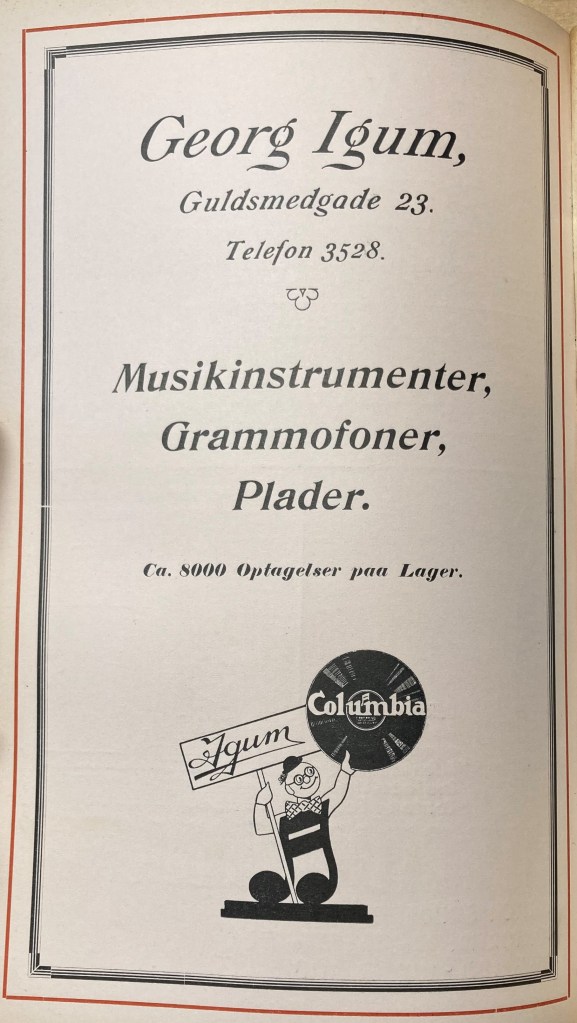 Georg Igum,
Guldsmedgade 23.
Telefon 3528.
Musikinstrumenter,
Grammofoner,
Plader.
Ca. 8000 Optagelser paa Lager.
Columbia
Igum